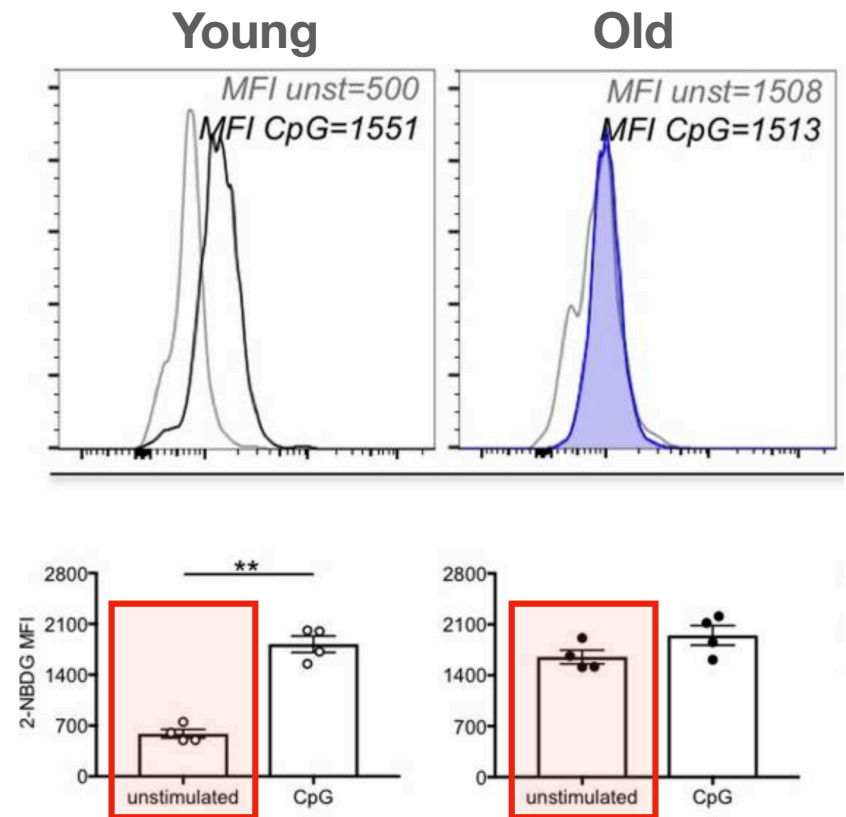 Young
Old
MFI unst=500
MFI CpG=1551
MFI unst=1508
MFI CpG=1513
2-NBDG MFI
2800
2100
1400
700
0
**
unstimulated
CpG
2800
2100
1400
700
0
unstimulated
CpG